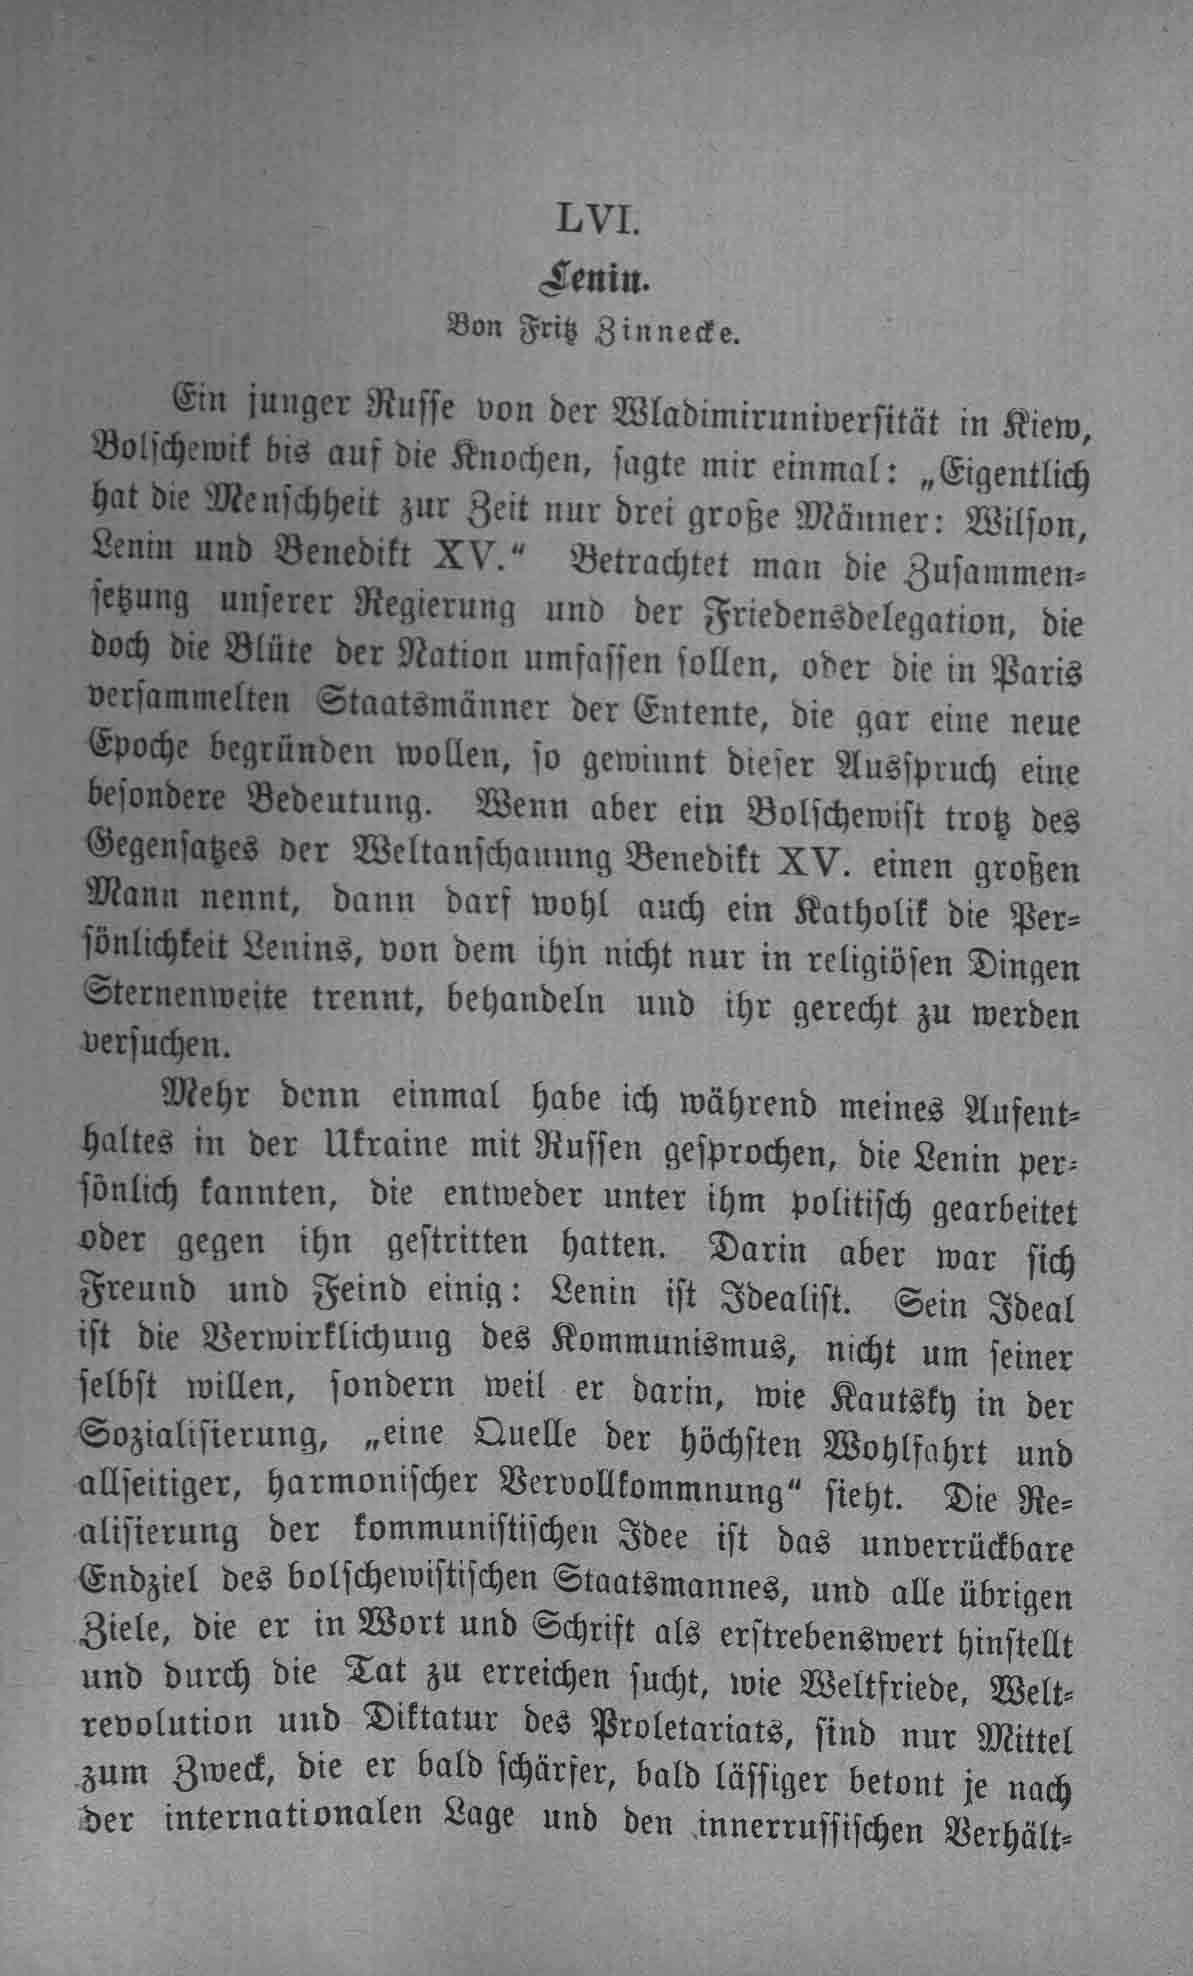 LVI.
Lenin.
Von Fritz Zinnecke.
Ein junger Russe von der Wladimiruniversität in Kiew,
Bolschewik bis auf die Knochen, sagte mir einmal: „Eigentlich
hat die Menschheit zur Zeit nur drei große Männer: Wilson,
Lenin und Benedikt XV.“ Betrachtet man die Zusammen-
setzung unserer Regierung und der Friedensdelegation, die
doch die Blüte der Nation umfassen sollen, oder die in Paris
versammelten Staatsmänner der Entente, die gar eine neue
Epoche begründen wollen, so gewinnt dieser Ausspruch eine
besondere Bedeutung. Wenn aber ein Bolschewist trotz des
Gegensatzes der Weltanschauung Benedikt XV. einen großen
Mann nennt, dann darf wohl auch ein Katholik die Per-
sönlichkeit Lenins, von dem ihn nicht nur in religiösen Dingen
Sternenweite trennt, behandeln und ihr gerecht zu werden
versuchen.
Mehr denn einmal habe ich während meines Aufent-
haltes in der Ukraine mit Russen gesprochen, die Lenin per-
sönlich kannten, die entweder unter ihm politisch gearbeitet
oder gegen ihn gestritten hatten. Darin aber war sich
Freund und Feind einig: Lenin ist Idealist. Sein Ideal
ist die Verwirklichung des Kommunismus, nicht um seiner
selbst willen, sondern weil er darin, wie Kautsky in der
Sozialisierung, „eine Quelle der höchsten Wohlfahrt und
allseitiger, harmonischer Vervollkommnung“ sieht. Die Re-
alisierung der kommunistischen Idee ist das unverrückbare
Endziel des bolschewistischen Staatsmannes, und alle übrigen
Ziele, die er in Wort und Schrift als erstrebenswert hinstellt
und durch die Tat zu erreichen sucht, wie Weltfriede, Welt-
revolution und Diktatur des Proletariats, sind nur Mittel
zum Zweck, die er bald schärfer, bald lässiger betont je nach
der internationalen Lage und den innerrussischen Verhält-